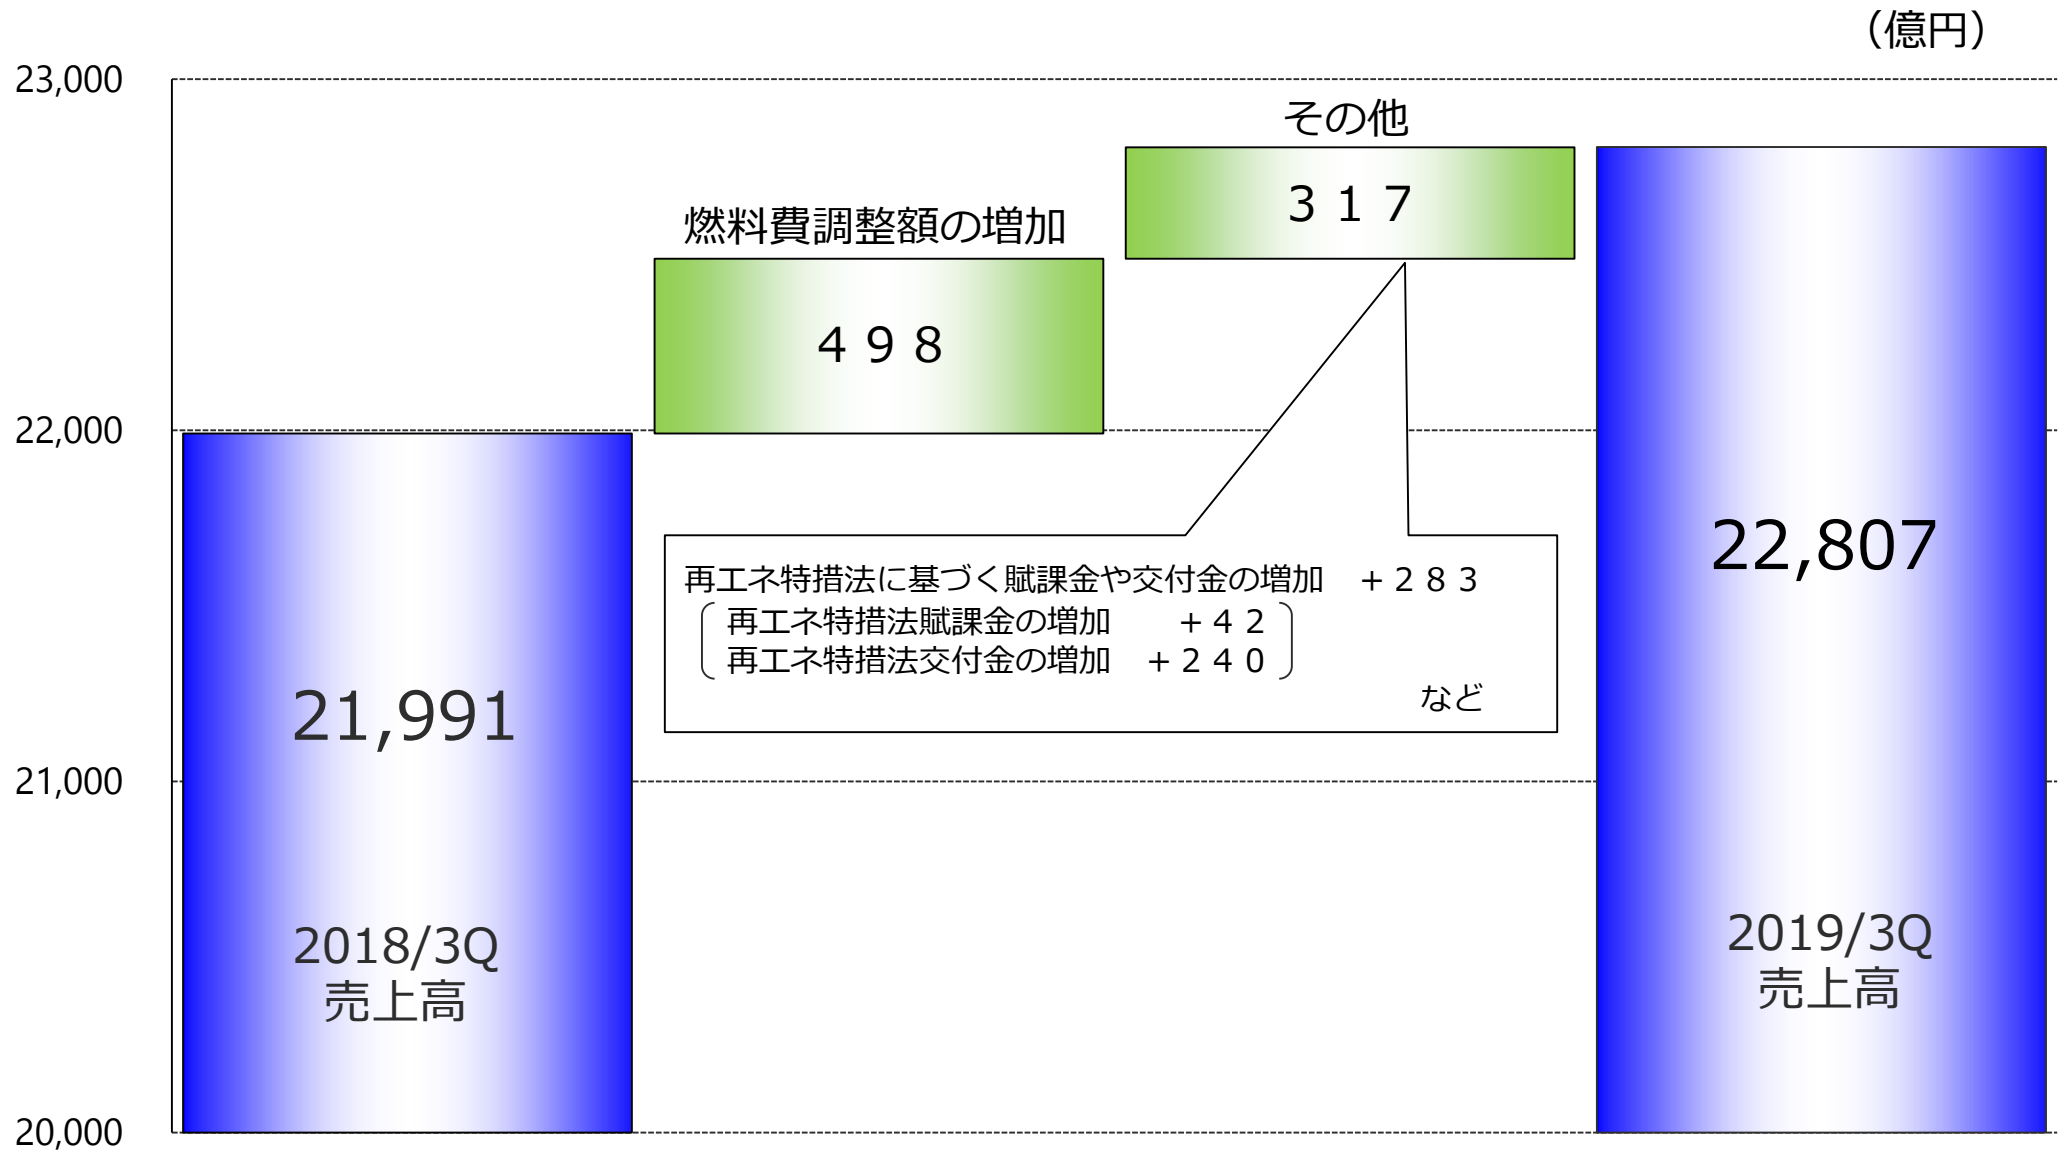 （億円）
23,000
22,000
21,000
20,000
その他
３１７
燃料費調整額の増加
４９８
再エネ特措法に基づく賦課金や交付金の増加　＋２８３
再エネ特措法賦課金の増加　　＋４２
再エネ特措法交付金の増加　＋２４０
など
21,991
2018/3Q
売上高
22,807
2019/3Q
売上高